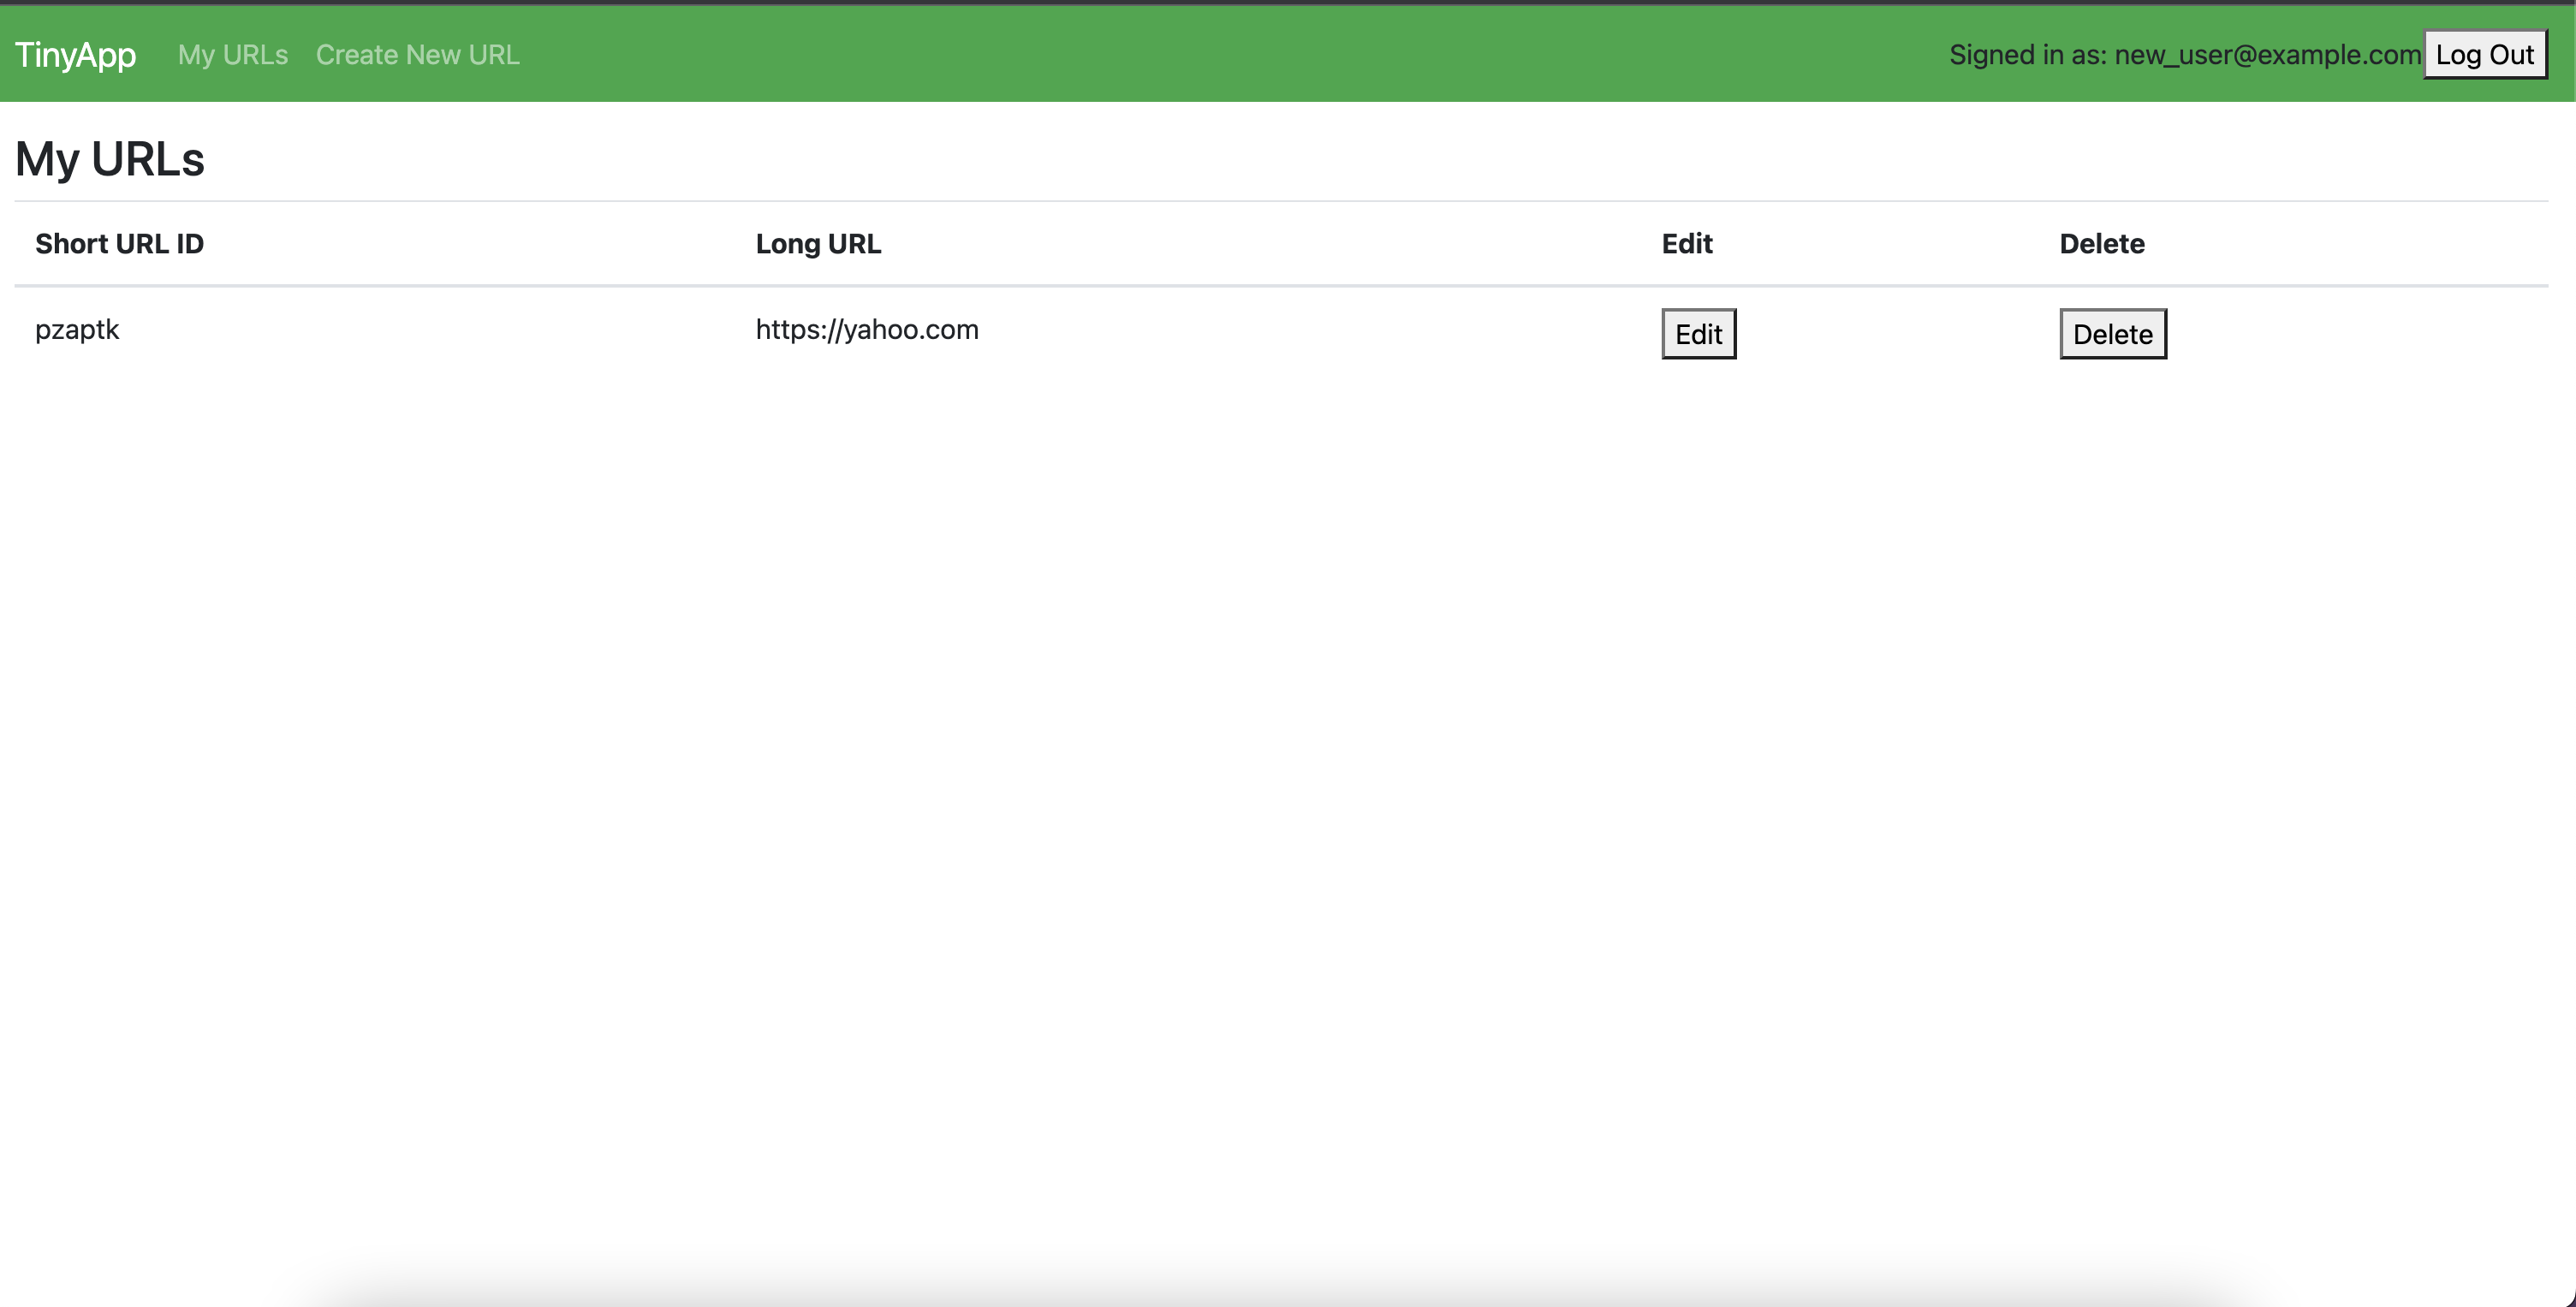 TinyApp My URLs Create New URL Signed in as: new_user@example.com Log Out
My URLs
Short URL ID Long URL Edit Delete
pzaptk https://yahoo.com Edit Delete